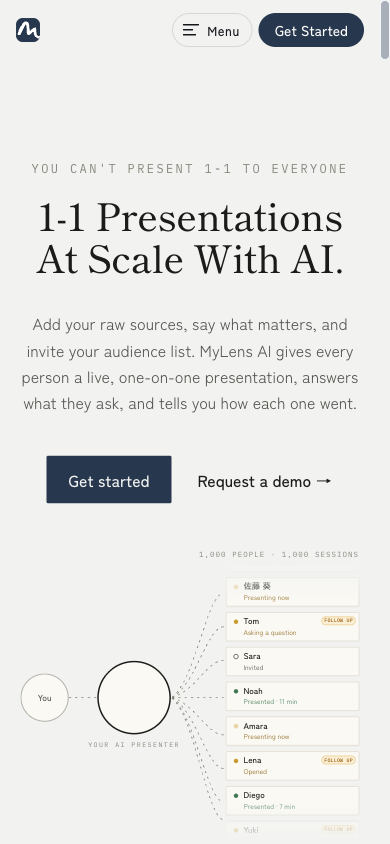 Menu
Get Started
YOU CAN'T PRESENT 1-1 TO EVERYONE
1-1 Presentations
At Scale With AI.
Add your raw sources, say what matters, and
invite your audience list. MyLens AI gives every
person a live, one-on-one presentation, answers
what they ask, and tells you how each one went.
Get started
Request a demo →
1,000 PEOPLE · 1,000 SESSIONS
佐藤 葵
Presenting now
Tom
FOLLOW UP
Asking a question
Sara
Invited
Noah
Presented · 11 min
Amara
Presenting now
Lena
FOLLOW UP
Opened
Diego
Presented · 7 min
Yuki
FOLLOW UP
You
YOUR AI PRESENTER